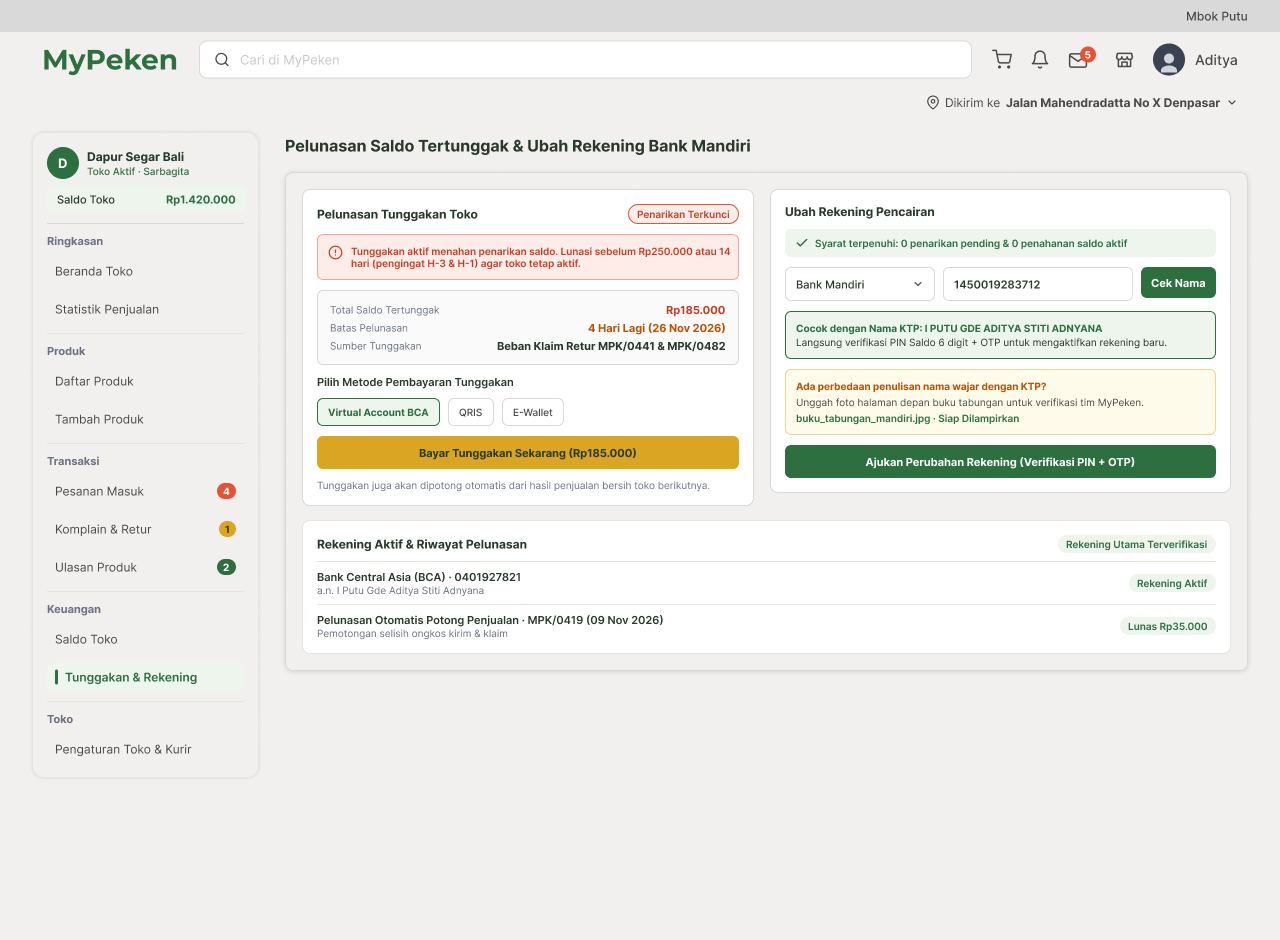 Mbok Putu
MyPeken
Cari di MyPeken
5
Aditya
Dikirim ke Jalan Mahendradatta No X Denpasar
D
Dapur Segar Bali
Toko Aktif · Sarbagita
Saldo Toko Rp1.420.000
Ringkasan
Beranda Toko
Statistik Penjualan
Produk
Daftar Produk
Tambah Produk
Transaksi
Pesanan Masuk 4
Komplain & Retur 1
Ulasan Produk 2
Keuangan
Saldo Toko
Tunggakan & Rekening
Toko
Pengaturan Toko & Kurir
Pelunasan Saldo Tertunggak & Ubah Rekening Bank Mandiri
Pelunasan Tunggakan Toko Penarikan Terkunci
Tunggakan aktif menahan penarikan saldo. Lunasi sebelum Rp250.000 atau 14
hari (pengingat H-3 & H-1) agar toko tetap aktif.
Total Saldo Tertunggak Rp185.000
Batas Pelunasan 4 Hari Lagi (26 Nov 2026)
Sumber Tunggakan Beban Klaim Retur MPK/0441 & MPK/0482
Pilih Metode Pembayaran Tunggakan
Virtual Account BCA QRIS E-Wallet
Bayar Tunggakan Sekarang (Rp185.000)
Tunggakan juga akan dipotong otomatis dari hasil penjualan bersih toko berikutnya.
Ubah Rekening Pencairan
Syarat terpenuhi: 0 penarikan pending & 0 penahanan saldo aktif
Bank Mandiri 1450019283712 Cek Nama
Cocok dengan Nama KTP: I PUTU GDE ADITYA STITI ADNYANA
Langsung verifikasi PIN Saldo 6 digit + OTP untuk mengaktifkan rekening baru.
Ada perbedaan penulisan nama wajar dengan KTP?
Unggah foto halaman depan buku tabungan untuk verifikasi tim MyPeken.
buku_tabungan_mandiri.jpg · Siap Dilampirkan
Ajukan Perubahan Rekening (Verifikasi PIN + OTP)
Rekening Aktif & Riwayat Pelunasan Rekening Utama Terverifikasi
Bank Central Asia (BCA) · 0401927821
a.n. I Putu Gde Aditya Stiti Adnyana
Rekening Aktif
Pelunasan Otomatis Potong Penjualan · MPK/0419 (09 Nov 2026)
Pemotongan selisih ongkos kirim & klaim
Lunas Rp35.000